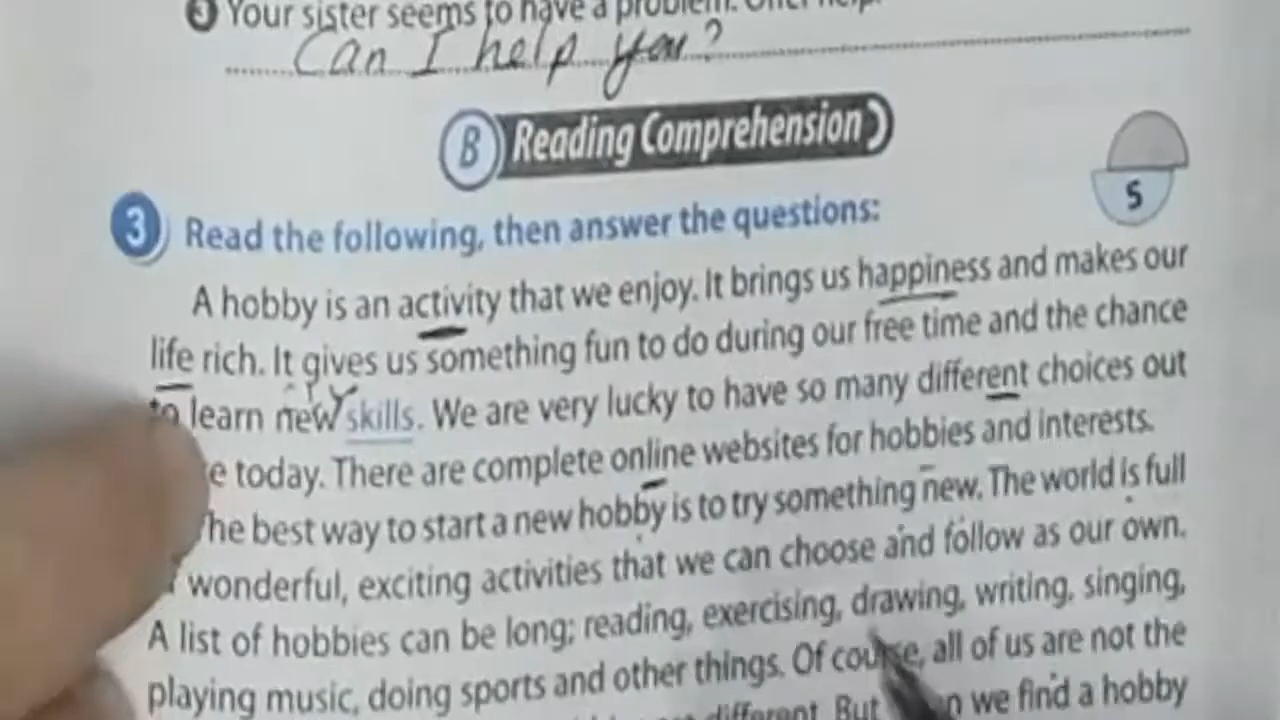 3 Your sister seems to have a problem. Offer help.
Can I help you?
B Reading Comprehension
5
3 Read the following, then answer the questions:
A hobby is an activity that we enjoy. It brings us happiness and makes our
life rich. It gives us something fun to do during our free time and the chance
to learn new skills. We are very lucky to have so many different choices out
e today. There are complete online websites for hobbies and interests.
he best way to start a new hobby is to try something new. The world is full
wonderful, exciting activities that we can choose and follow as our own.
A list of hobbies can be long; reading, exercising, drawing, writing, singing,
playing music, doing sports and other things. Of course, all of us are not the
different. But we find a hobby